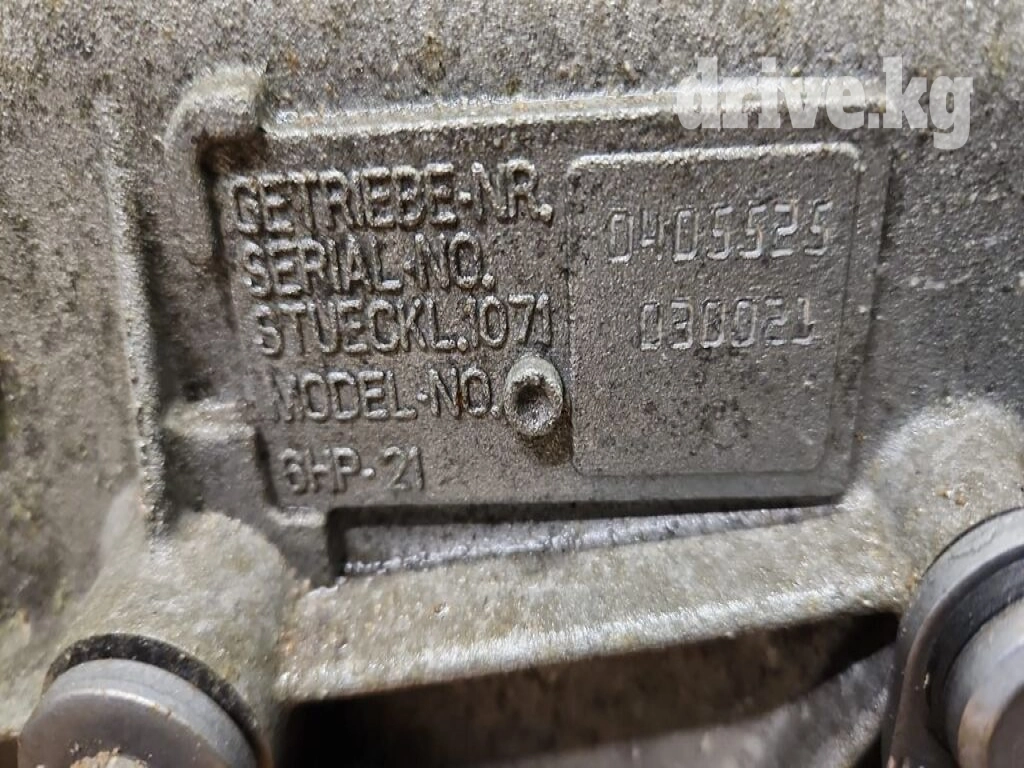 drive.kg
GETRIEBE-NR. 0405525
SERIAL-NO.
STUECKL.1071 030021
MODEL-NO.
6HP-21